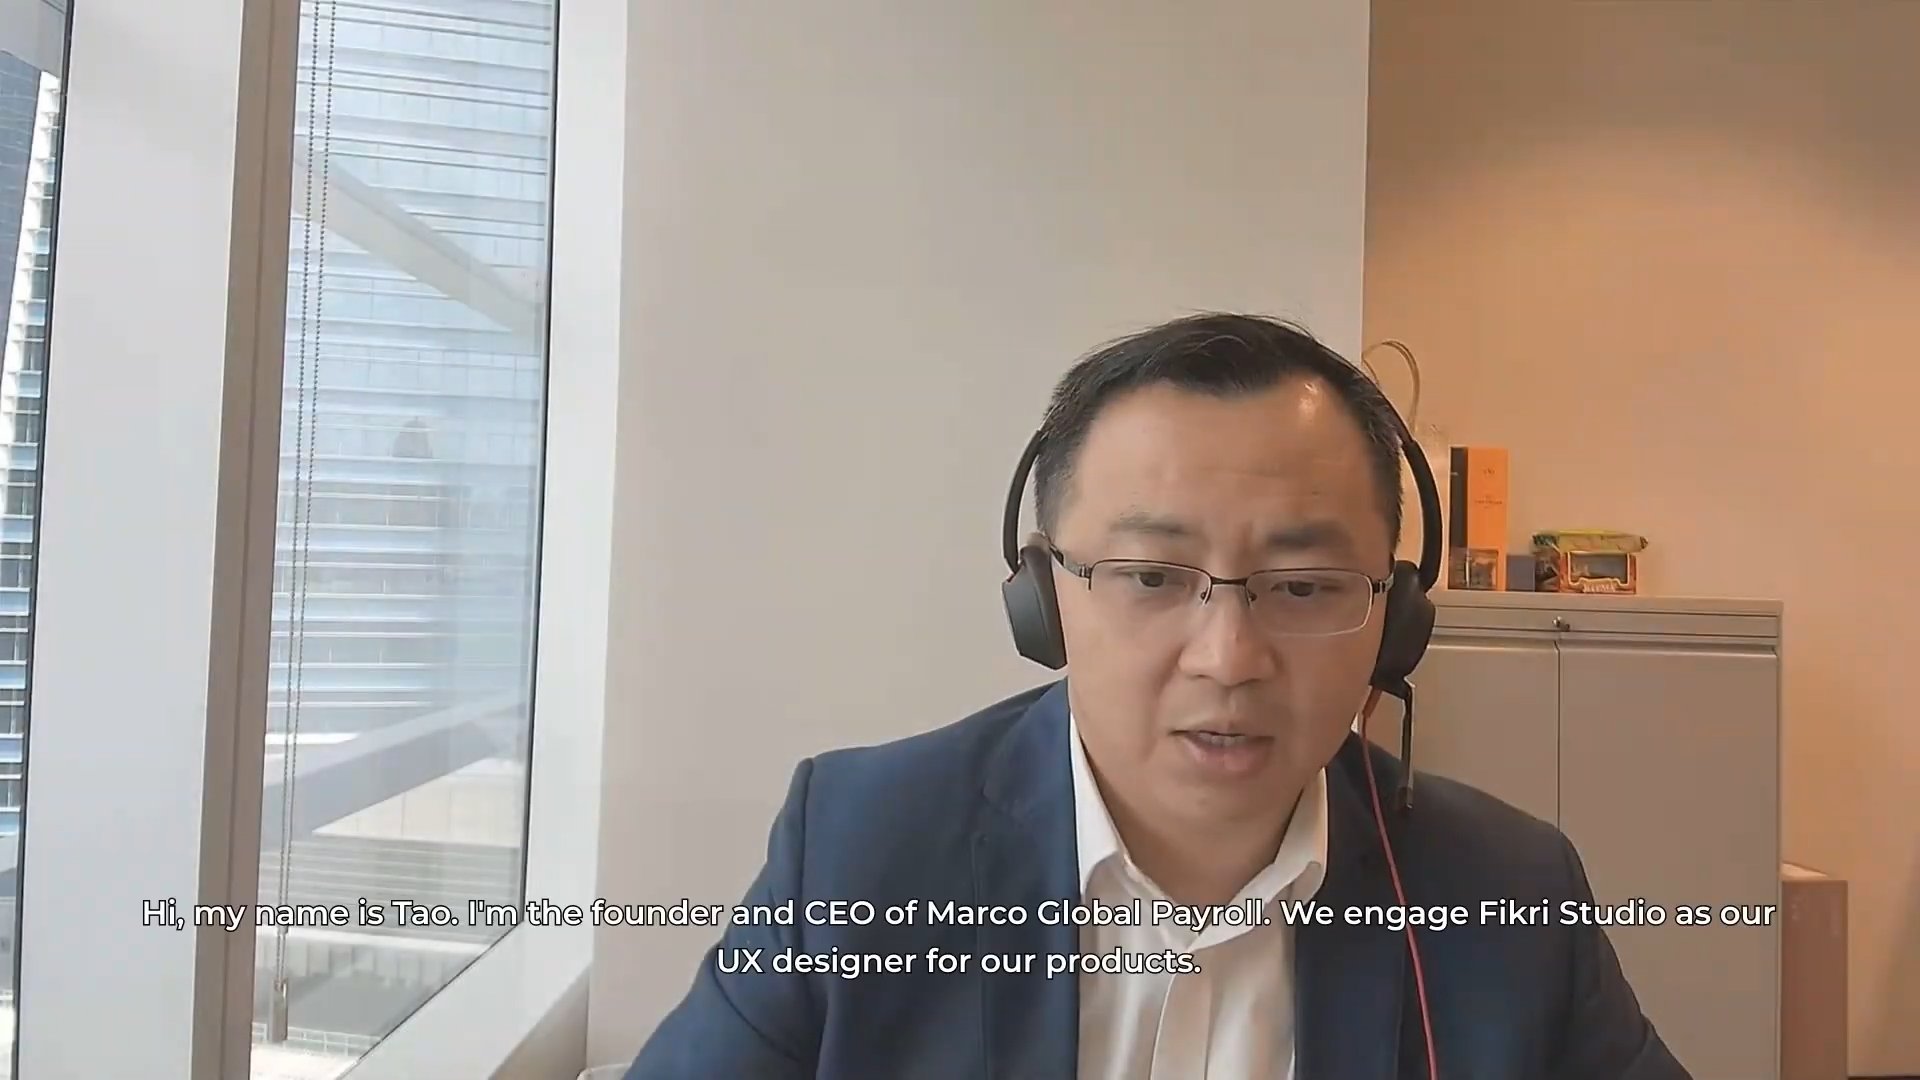 Hi, my name is Tao. I'm the founder and CEO of Marco Global Payroll. We engage Fikri Studio as our
UX designer for our products.